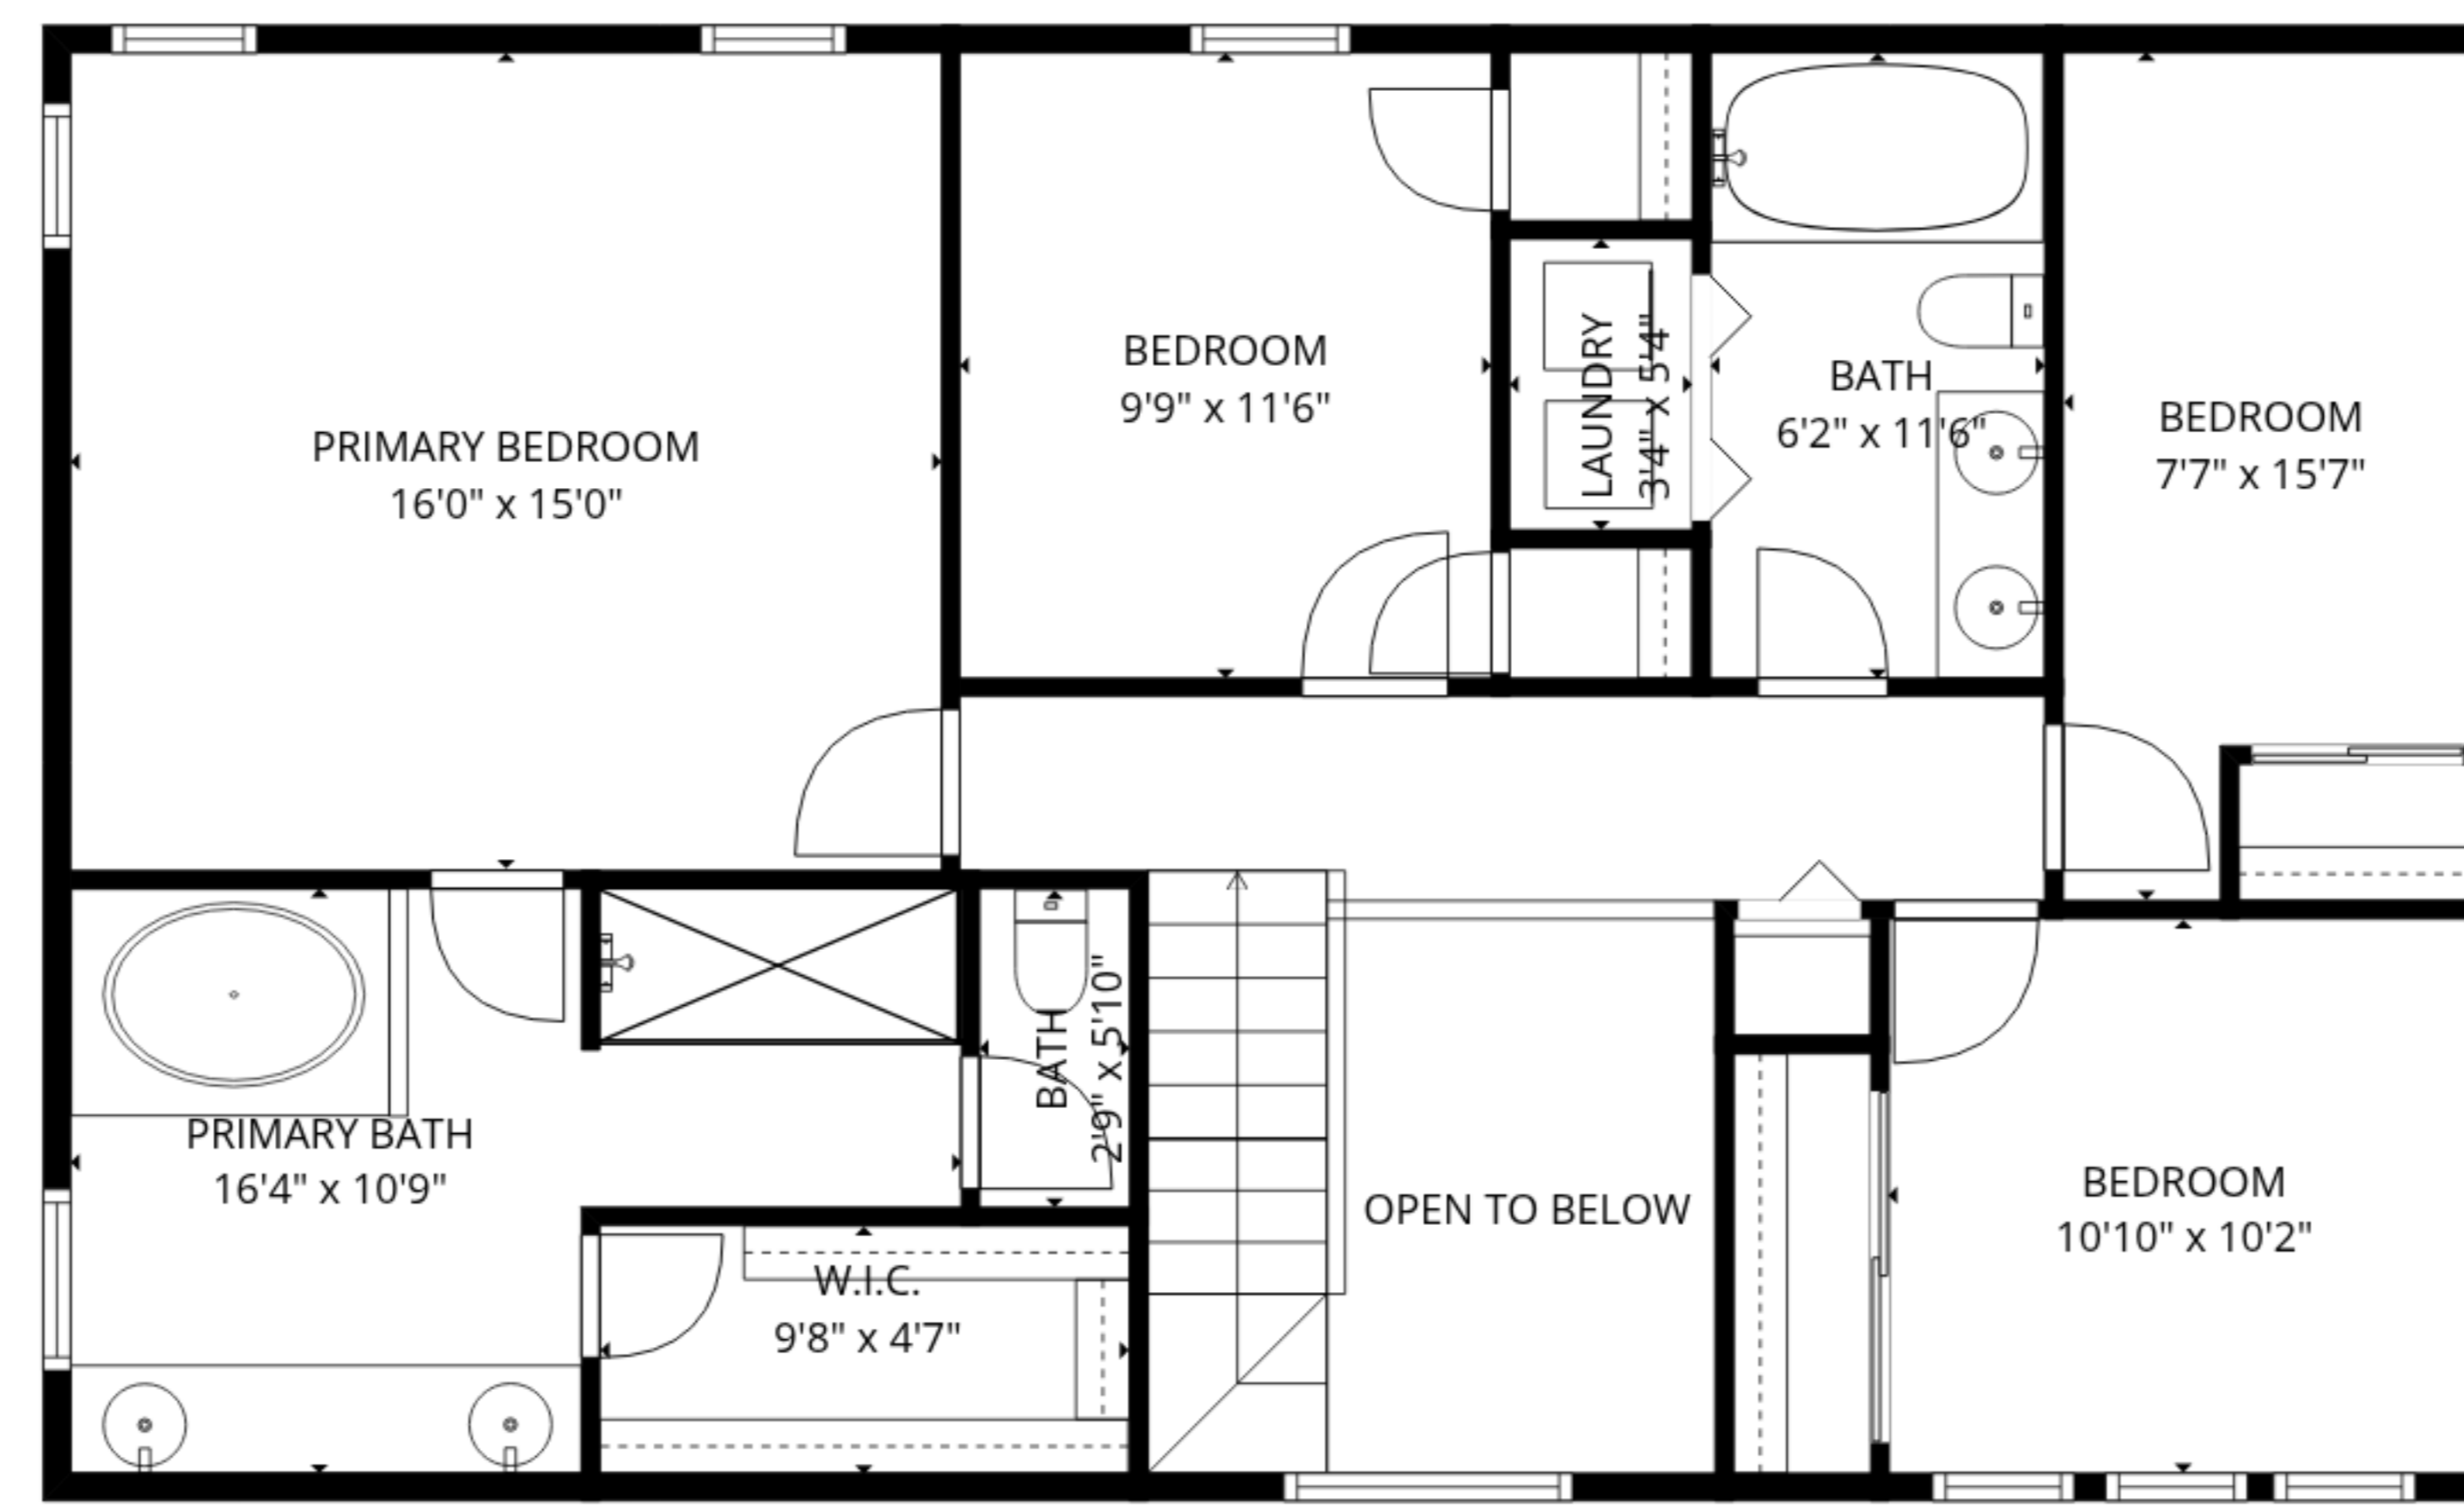 PRIMARY BEDROOM
16'0" x 15'0"
BEDROOM
9'9" x 11'6"
LAUNDRY
3'4" x 5'4"
BATH
6'2" x 11'6"
BEDROOM
7'7" x 15'7"
PRIMARY BATH
16'4" x 10'9"
BATH
2'9" x 5'10"
W.I.C.
9'8" x 4'7"
OPEN TO BELOW
BEDROOM
10'10" x 10'2"